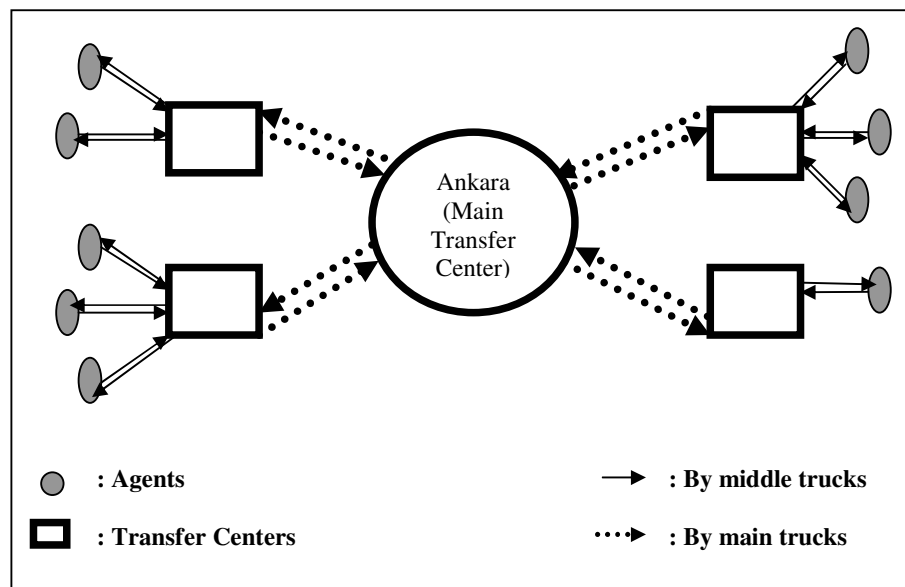 Ankara
(Main
Transfer
Center)
: Agents
: By middle trucks
: Transfer Centers
: By main trucks